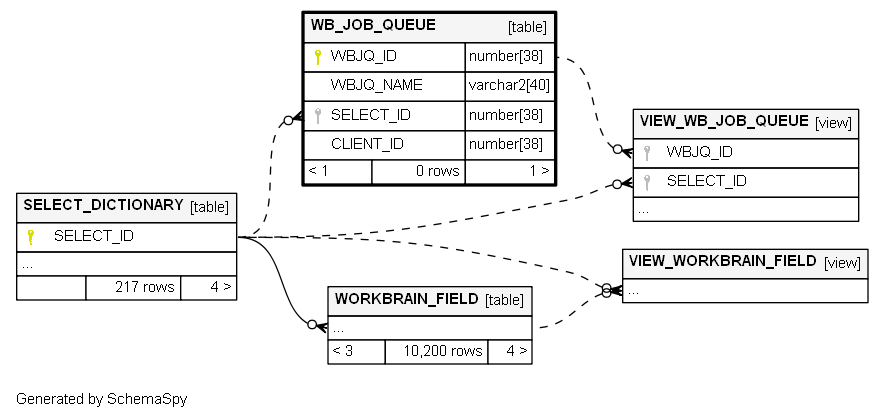 WB_JOB_QUEUE [table]
WBJQ_ID number[38]
WBJQ_NAME varchar2[40]
SELECT_ID number[38]
CLIENT_ID number[38]
< 1 0 rows 1 >
VIEW_WB_JOB_QUEUE [view]
WBJQ_ID
SELECT_ID
...
SELECT_DICTIONARY [table]
SELECT_ID
...
217 rows 4 >
VIEW_WORKBRAIN_FIELD [view]
...
WORKBRAIN_FIELD [table]
...
< 3 10,200 rows 4 >
Generated by SchemaSpy